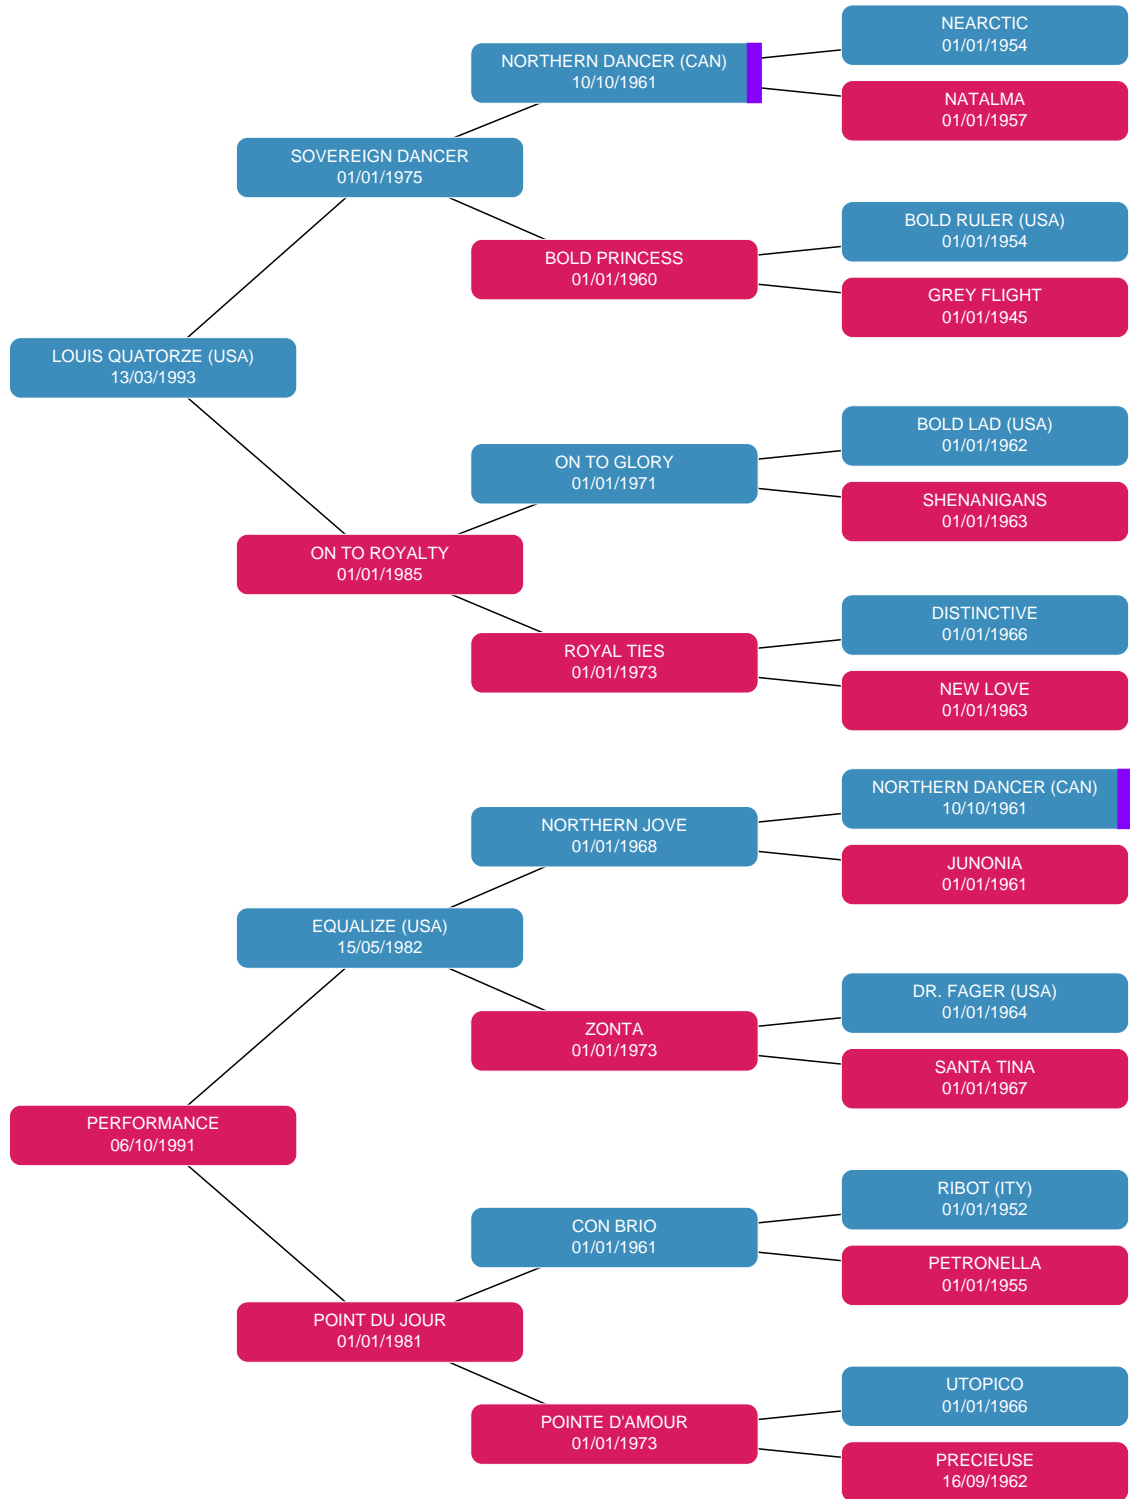 NEARCTIC
01/01/1954
NORTHERN DANCER (CAN)
10/10/1961
NATALMA
01/01/1957
SOVEREIGN DANCER
01/01/1975
BOLD RULER (USA)
01/01/1954
BOLD PRINCESS
01/01/1960
GREY FLIGHT
01/01/1945
LOUIS QUATORZE (USA)
13/03/1993
BOLD LAD (USA)
01/01/1962
ON TO GLORY
01/01/1971
SHENANIGANS
01/01/1963
ON TO ROYALTY
01/01/1985
DISTINCTIVE
01/01/1966
ROYAL TIES
01/01/1973
NEW LOVE
01/01/1963
NORTHERN DANCER (CAN)
10/10/1961
NORTHERN JOVE
01/01/1968
JUNONIA
01/01/1961
EQUALIZE (USA)
15/05/1982
DR. FAGER (USA)
01/01/1964
ZONTA
01/01/1973
SANTA TINA
01/01/1967
PERFORMANCE
06/10/1991
RIBOT (ITY)
01/01/1952
CON BRIO
01/01/1961
PETRONELLA
01/01/1955
POINT DU JOUR
01/01/1981
UTOPICO
01/01/1966
POINTE D'AMOUR
01/01/1973
PRECIEUSE
16/09/1962